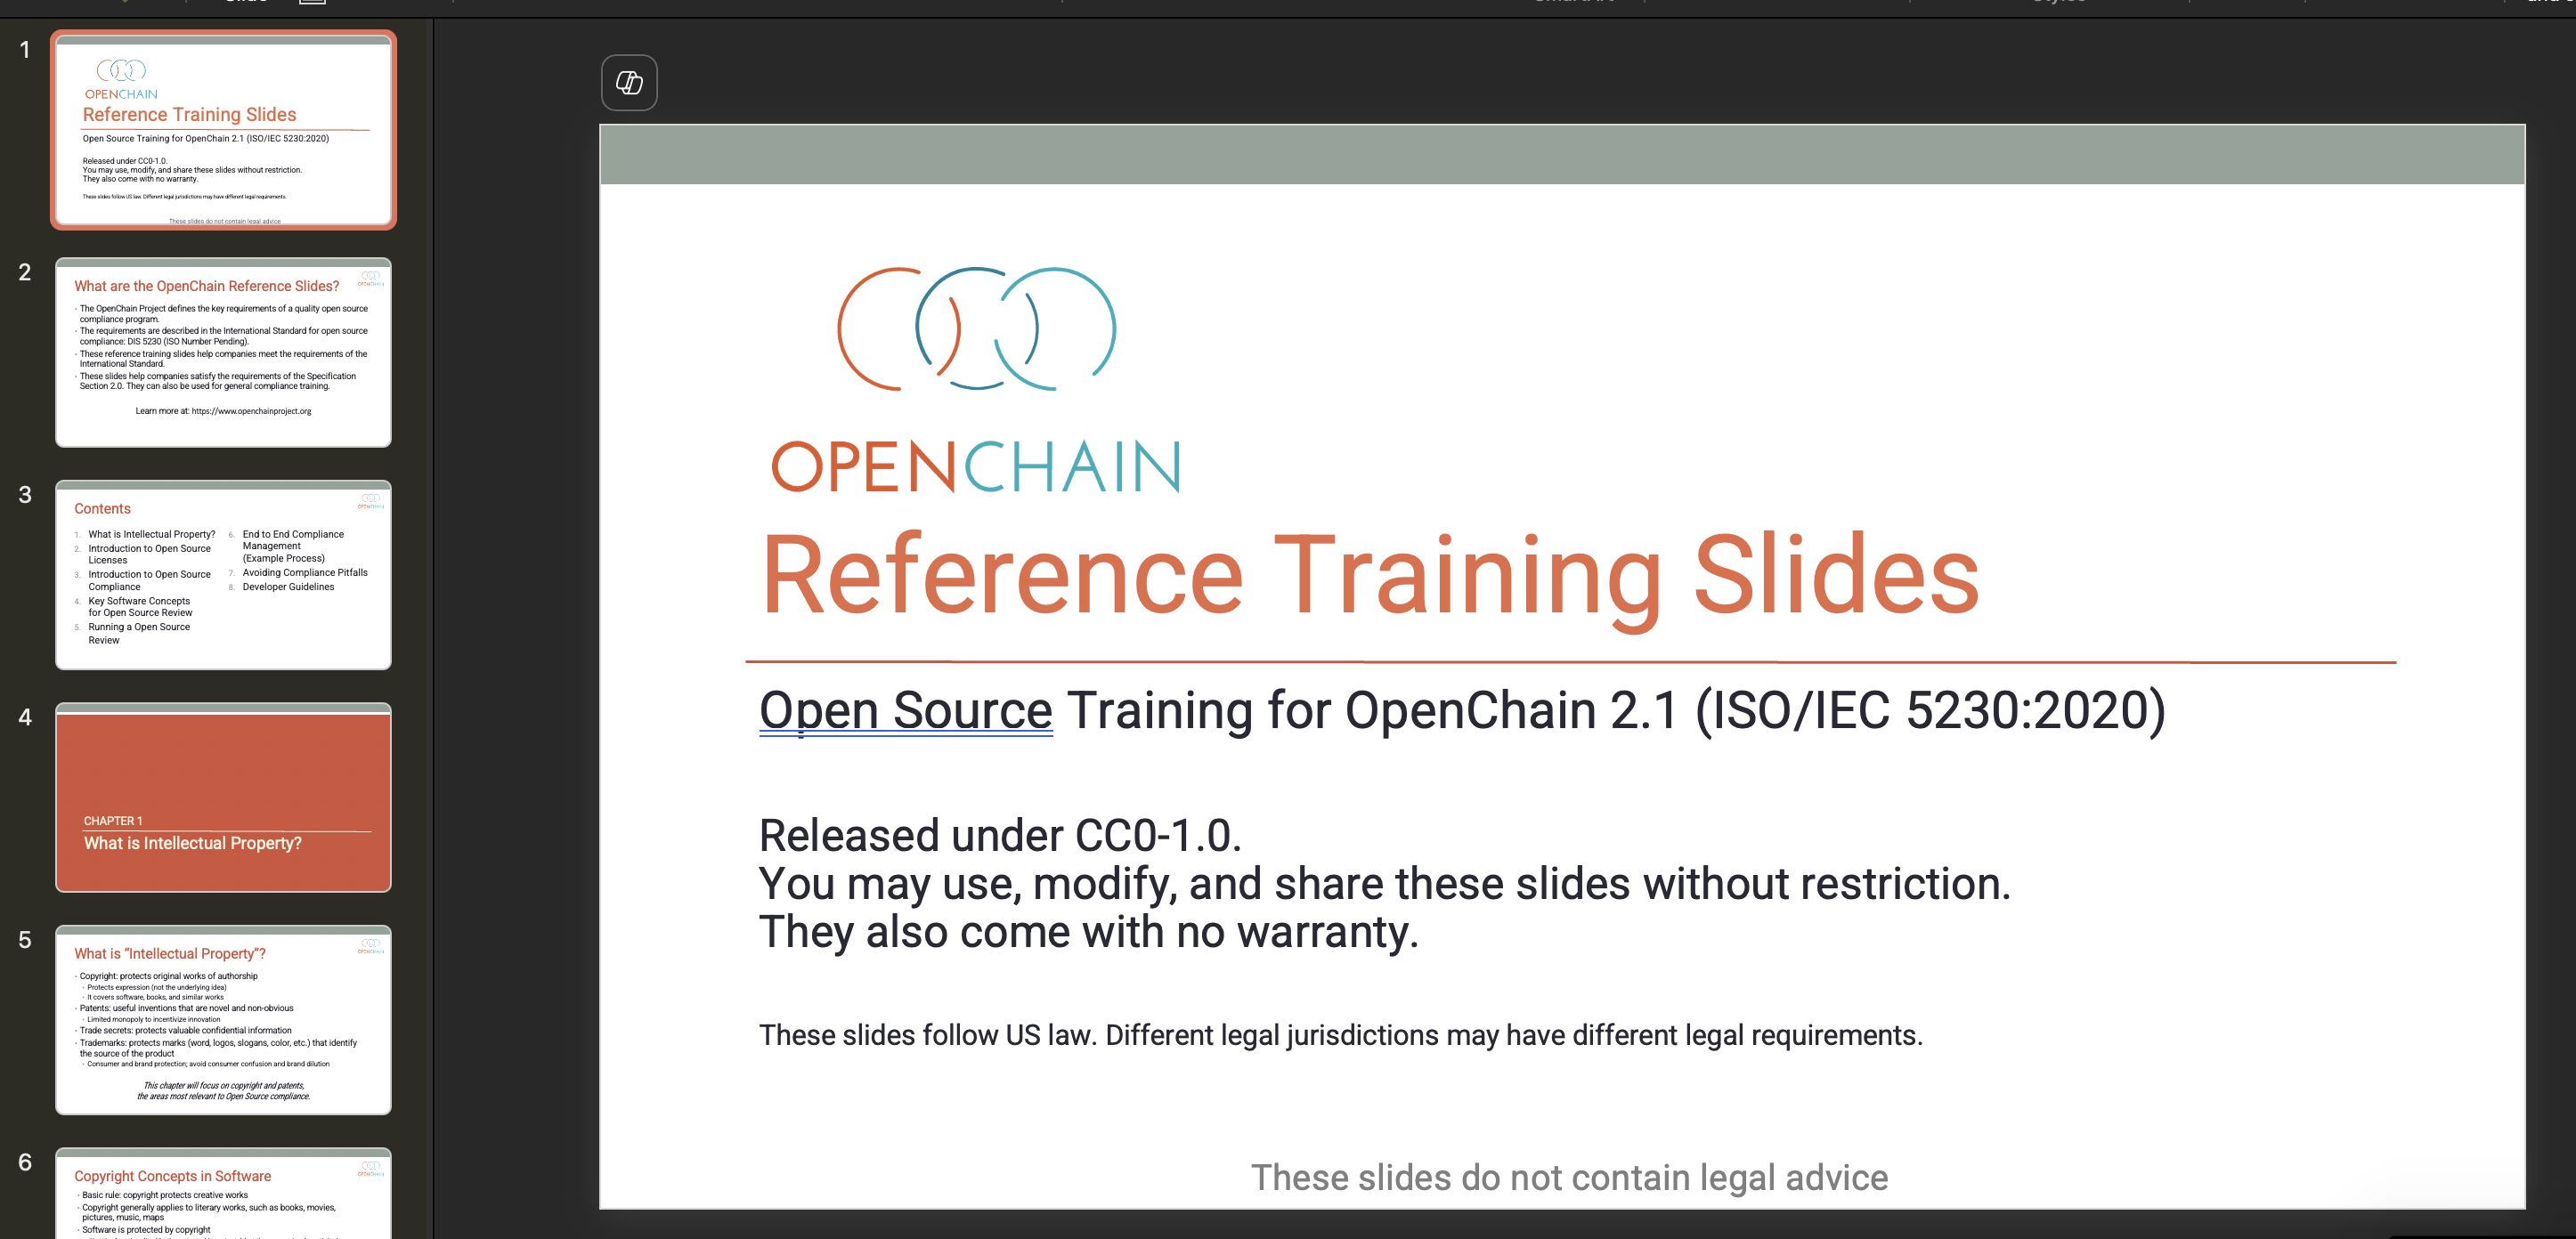 1
OPENCHAIN
Reference Training Slides
Open Source Training for OpenChain 2.1 (ISO/IEC 5230:2020)
Released under CC0-1.0.
You may use, modify, and share these slides without restriction.
They also come with no warranty.
These slides follow US law. Different legal jurisdictions may have different legal requirements.
These slides do not contain legal advice
2
What are the OpenChain Reference Slides?
OPENCHAIN
- The OpenChain Project defines the key requirements of a quality open source
compliance program.
- The requirements are described in the International Standard for open source
compliance: DIS 5230 (ISO Number Pending).
- These reference training slides help companies meet the requirements of the
International Standard.
- These slides help companies satisfy the requirements of the Specification
Section 2.0. They can also be used for general compliance training.
Learn more at: https://www.openchainproject.org
3
OPENCHAIN
Contents
1. What is Intellectual Property?
2. Introduction to Open Source
Licenses
3. Introduction to Open Source
Compliance
4. Key Software Concepts
for Open Source Review
5. Running a Open Source
Review
6. End to End Compliance
Management
(Example Process)
7. Avoiding Compliance Pitfalls
8. Developer Guidelines
4
CHAPTER 1
What is Intellectual Property?
5
What is “Intellectual Property”?
OPENCHAIN
- Copyright: protects original works of authorship
- Protects expression (not the underlying idea)
- It covers software, books, and similar works
- Patents: useful inventions that are novel and non-obvious
- Limited monopoly to incentivize innovation
- Trade secrets: protects valuable confidential information
- Trademarks: protects marks (word, logos, slogans, color, etc.) that identify
the source of the product
- Consumer and brand protection; avoid consumer confusion and brand dilution
This chapter will focus on copyright and patents,
the areas most relevant to Open Source compliance.
6
Copyright Concepts in Software
OPENCHAIN
- Basic rule: copyright protects creative works
- Copyright generally applies to literary works, such as books, movies,
pictures, music, maps
- Software is protected by copyright
OPENCHAIN
Reference Training Slides
Open Source Training for OpenChain 2.1 (ISO/IEC 5230:2020)
Released under CC0-1.0.
You may use, modify, and share these slides without restriction.
They also come with no warranty.
These slides follow US law. Different legal jurisdictions may have different legal requirements.
These slides do not contain legal advice